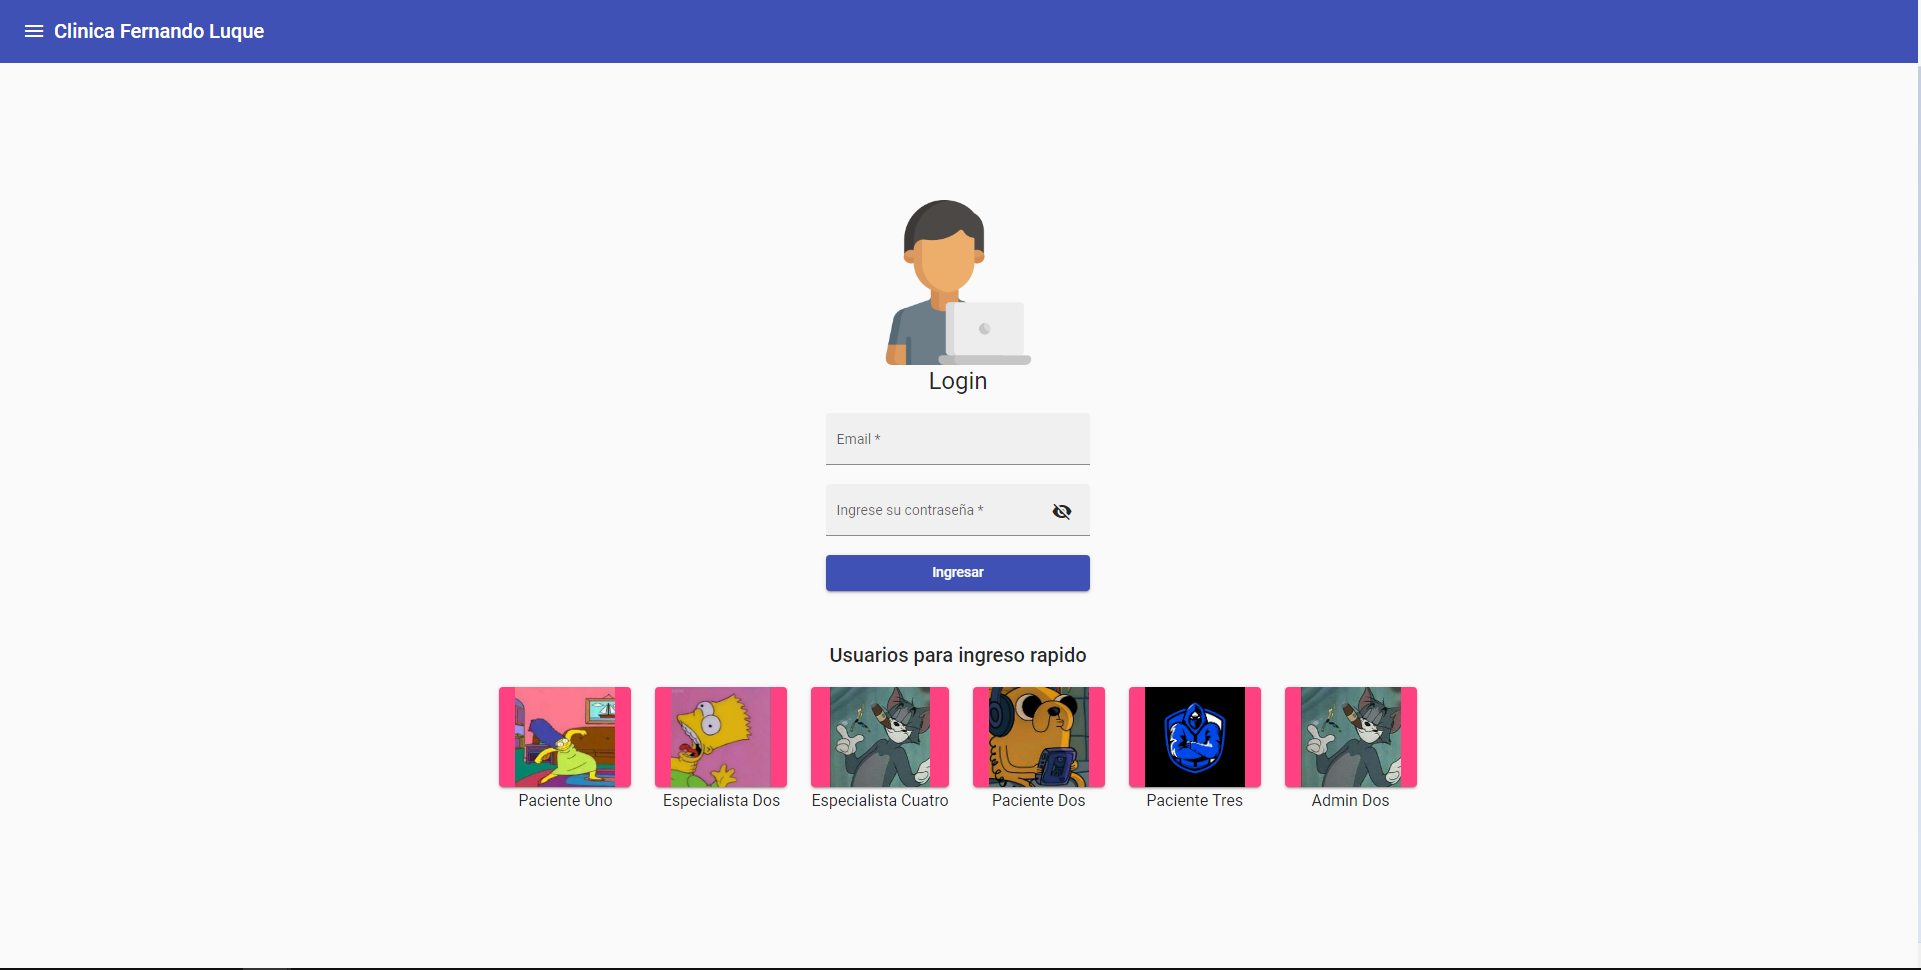 Clinica Fernando Luque
Login
Email *
Ingrese su contraseña *
Ingresar
Usuarios para ingreso rapido
Paciente Uno
Especialista Dos
Especialista Cuatro
Paciente Dos
Paciente Tres
Admin Dos